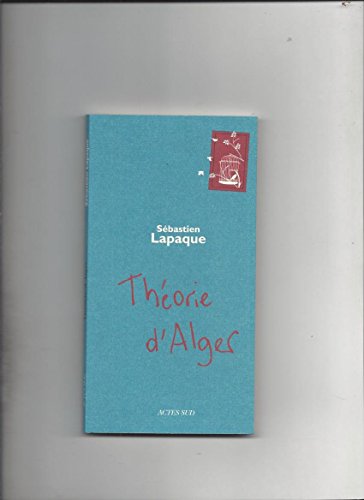 Sébastien
Lapaque
Théorie
d'Alger
ACTES SUD